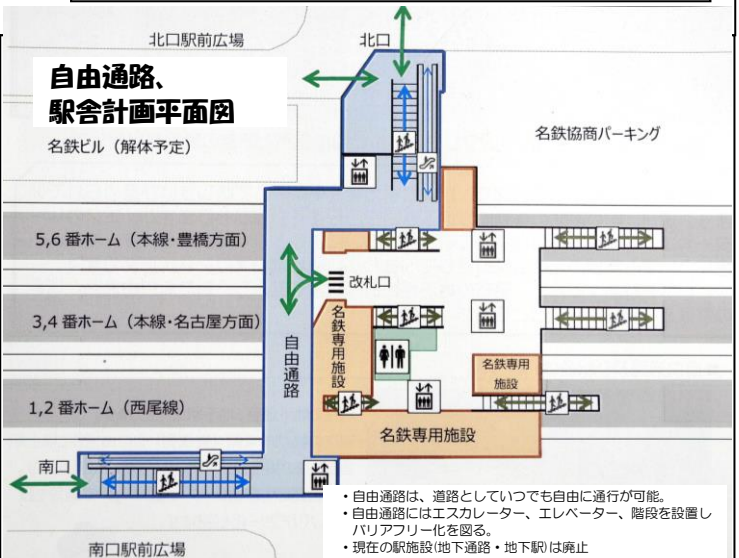 北口駅前広場
北口
自由通路、
駅舎計画平面図
名鉄ビル（解体予定）
名鉄協商パーキング
5,6 番ホーム（本線・豊橋方面）
改札口
3,4 番ホーム（本線・名古屋方面）
名鉄専用施設
自由通路
名鉄専用
施設
1,2 番ホーム（西尾線）
名鉄専用施設
南口
南口駅前広場
・自由通路は、道路としていつでも自由に通行が可能。
・自由通路にはエスカレーター、エレベーター、階段を設置し
バリアフリー化を図る。
・現在の駅施設(地下通路・地下駅)は廃止